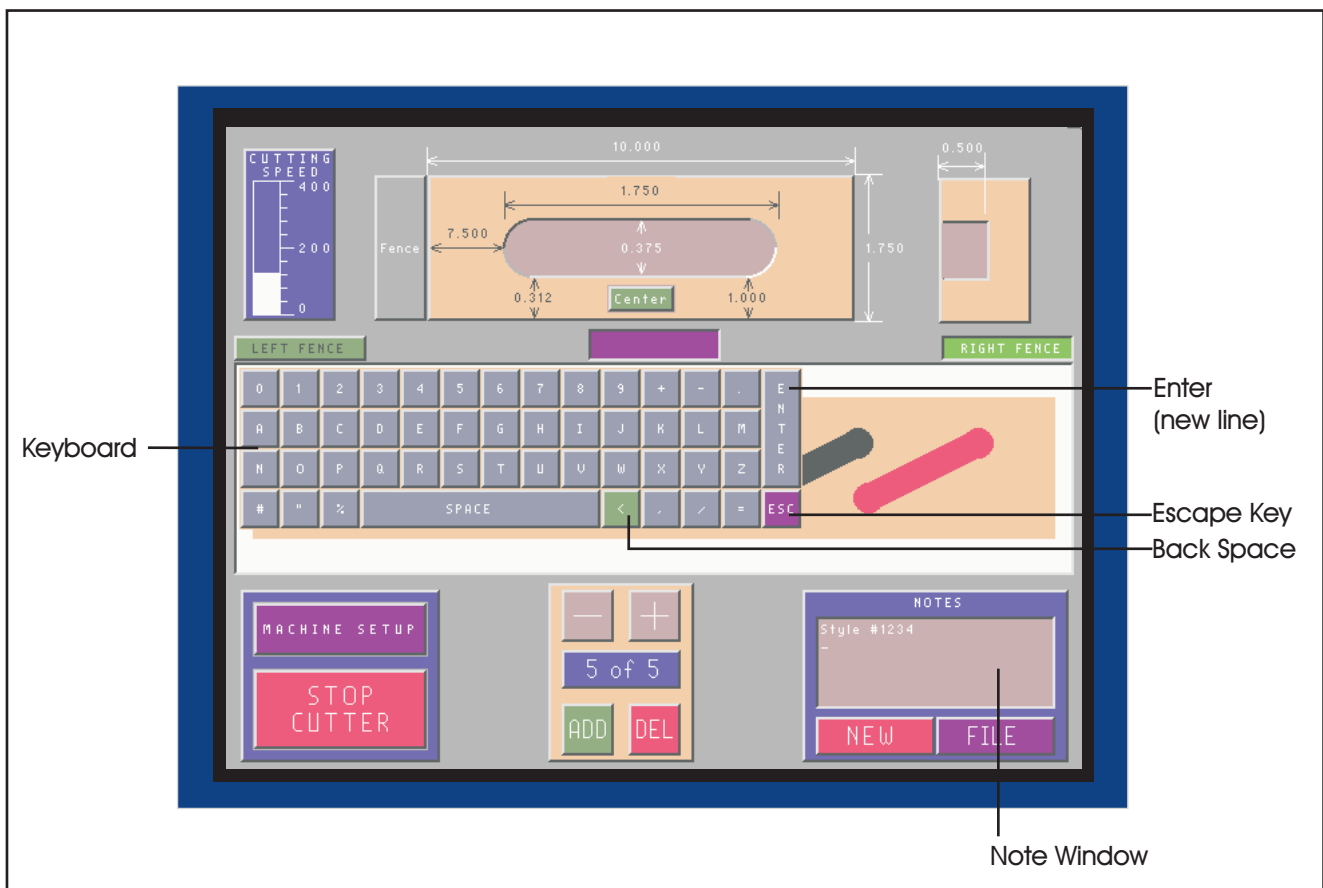 CUTTING
SPEED
400
200
0
10.000
0.500
1.750
Fence
7.500
0.375
1.750
0.312
Center
1.000
LEFT FENCE
RIGHT FENCE
0 1 2 3 4 5 6 7 8 9 + - .
A B C D E F G H I J K L M
N O P Q R S T U V W X Y Z
# " % SPACE < , / =
ENTER
ESC
Keyboard
Enter
(new line)
Escape Key
Back Space
MACHINE SETUP
STOP
CUTTER
− +
5 of 5
ADD DEL
NOTES
Style #1234
_
NEW FILE
Note Window